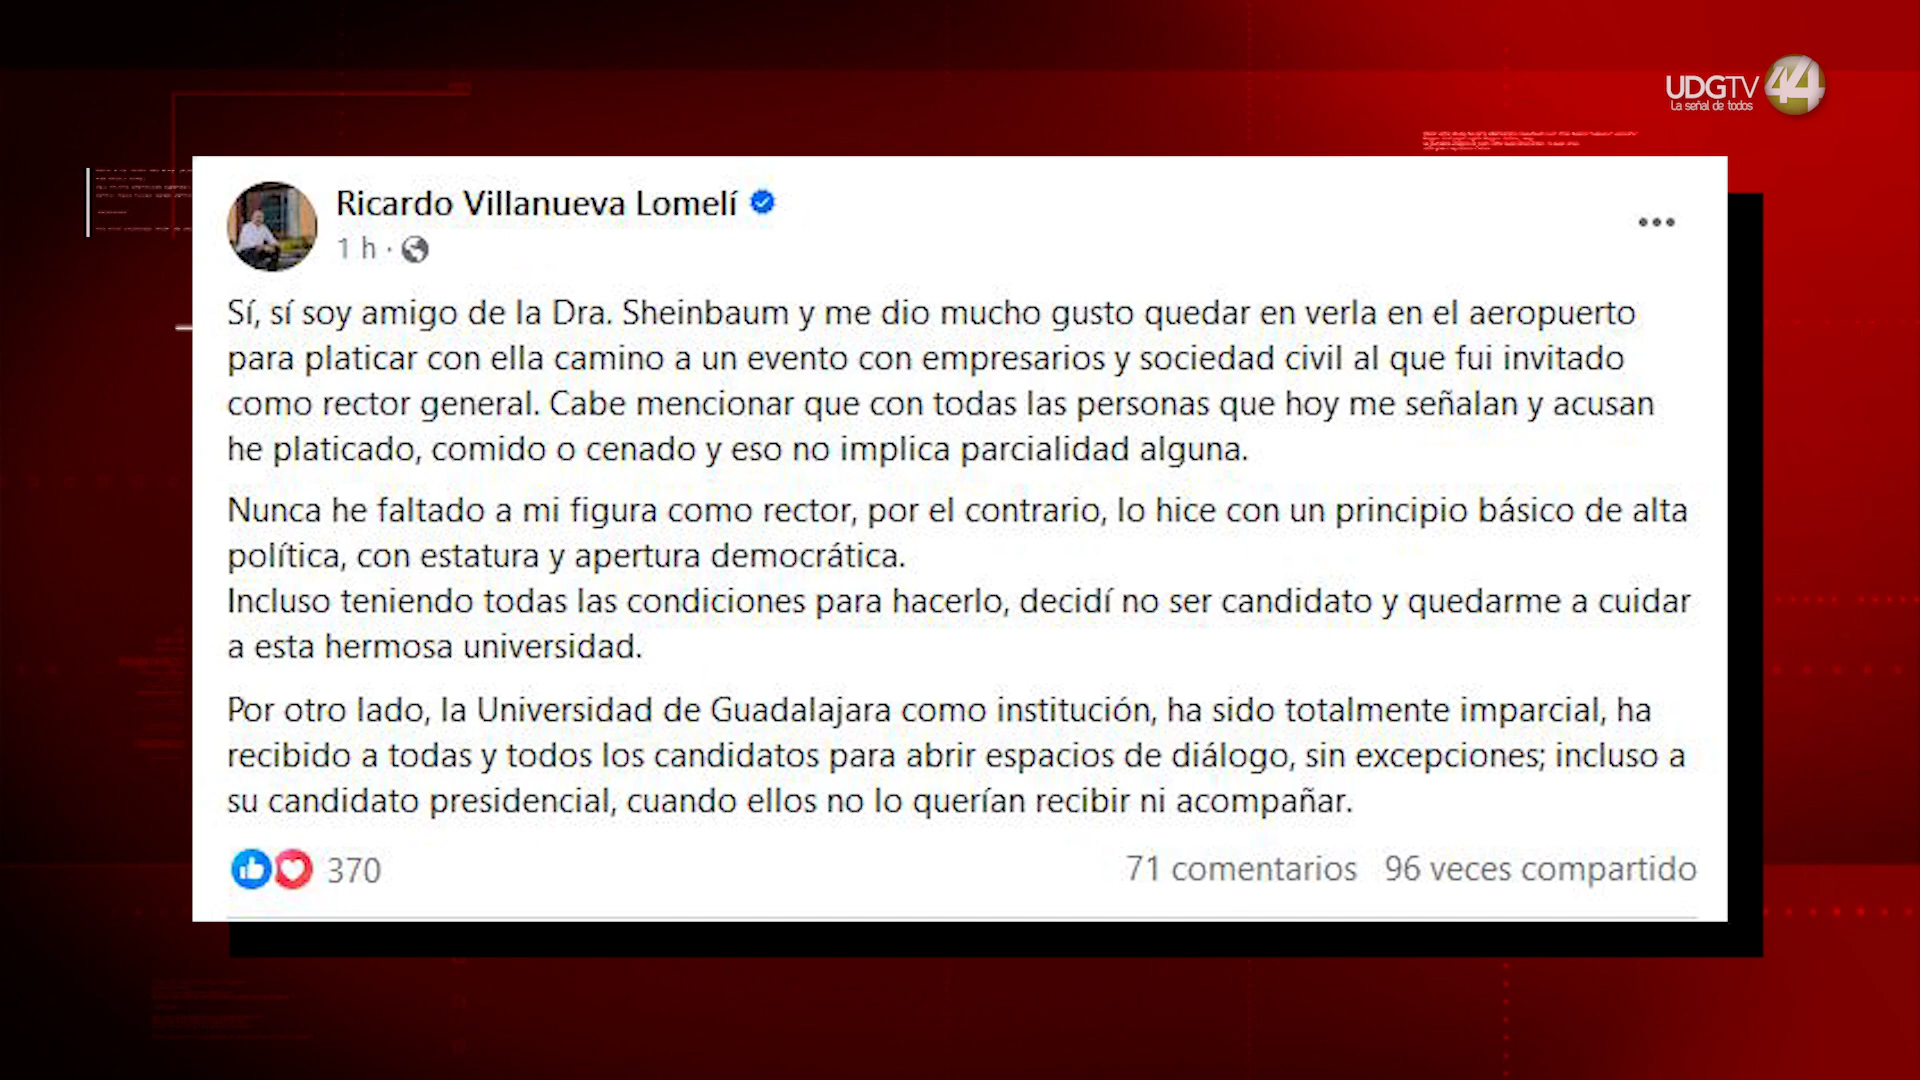 UDGTV 44
La señal de todos
Ricardo Villanueva Lomelí
1 h ·
Sí, sí soy amigo de la Dra. Sheinbaum y me dio mucho gusto quedar en verla en el aeropuerto
para platicar con ella camino a un evento con empresarios y sociedad civil al que fui invitado
como rector general. Cabe mencionar que con todas las personas que hoy me señalan y acusan
he platicado, comido o cenado y eso no implica parcialidad alguna.
Nunca he faltado a mi figura como rector, por el contrario, lo hice con un principio básico de alta
política, con estatura y apertura democrática.
Incluso teniendo todas las condiciones para hacerlo, decidí no ser candidato y quedarme a cuidar
a esta hermosa universidad.
Por otro lado, la Universidad de Guadalajara como institución, ha sido totalmente imparcial, ha
recibido a todas y todos los candidatos para abrir espacios de diálogo, sin excepciones; incluso a
su candidato presidencial, cuando ellos no lo querían recibir ni acompañar.
370
71 comentarios 96 veces compartido